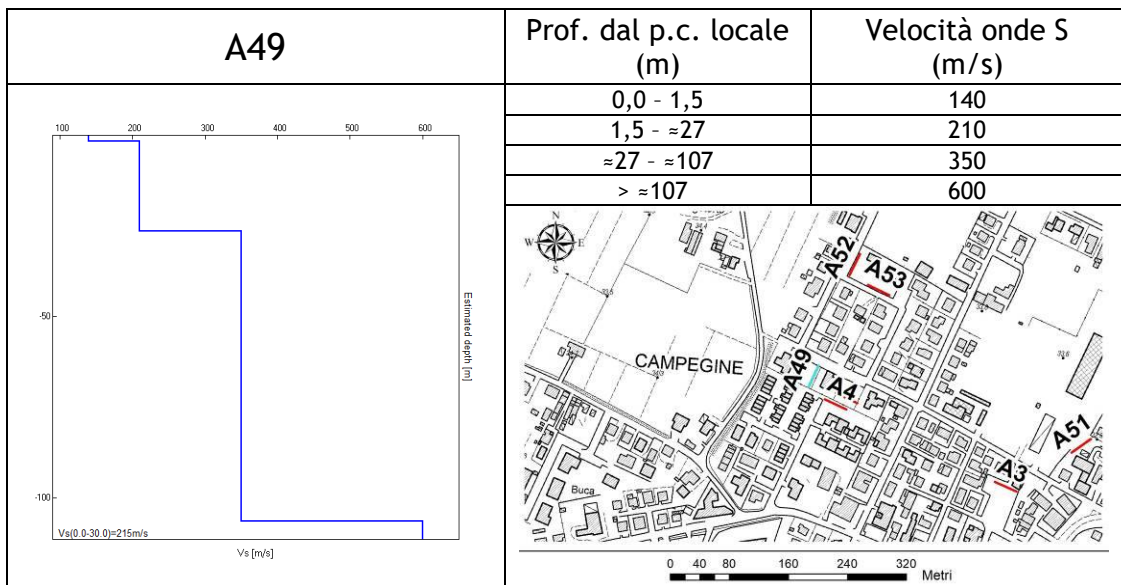 A49
Prof. dal p.c. locale
(m)
Velocità onde S
(m/s)
0,0 – 1,5 140
1,5 – ≈27 210
≈27 – ≈107 350
> ≈107 600
100 200 300 400 500 600
-50
-100
Estimated depth [m]
Vs(0.0-30.0)=215m/s
Vs [m/s]
N
W E
S
A52
A53
CAMPEGINE
A49
A4
33,6
A51
A3
Buca
0 40 80 160 240 320
Metri